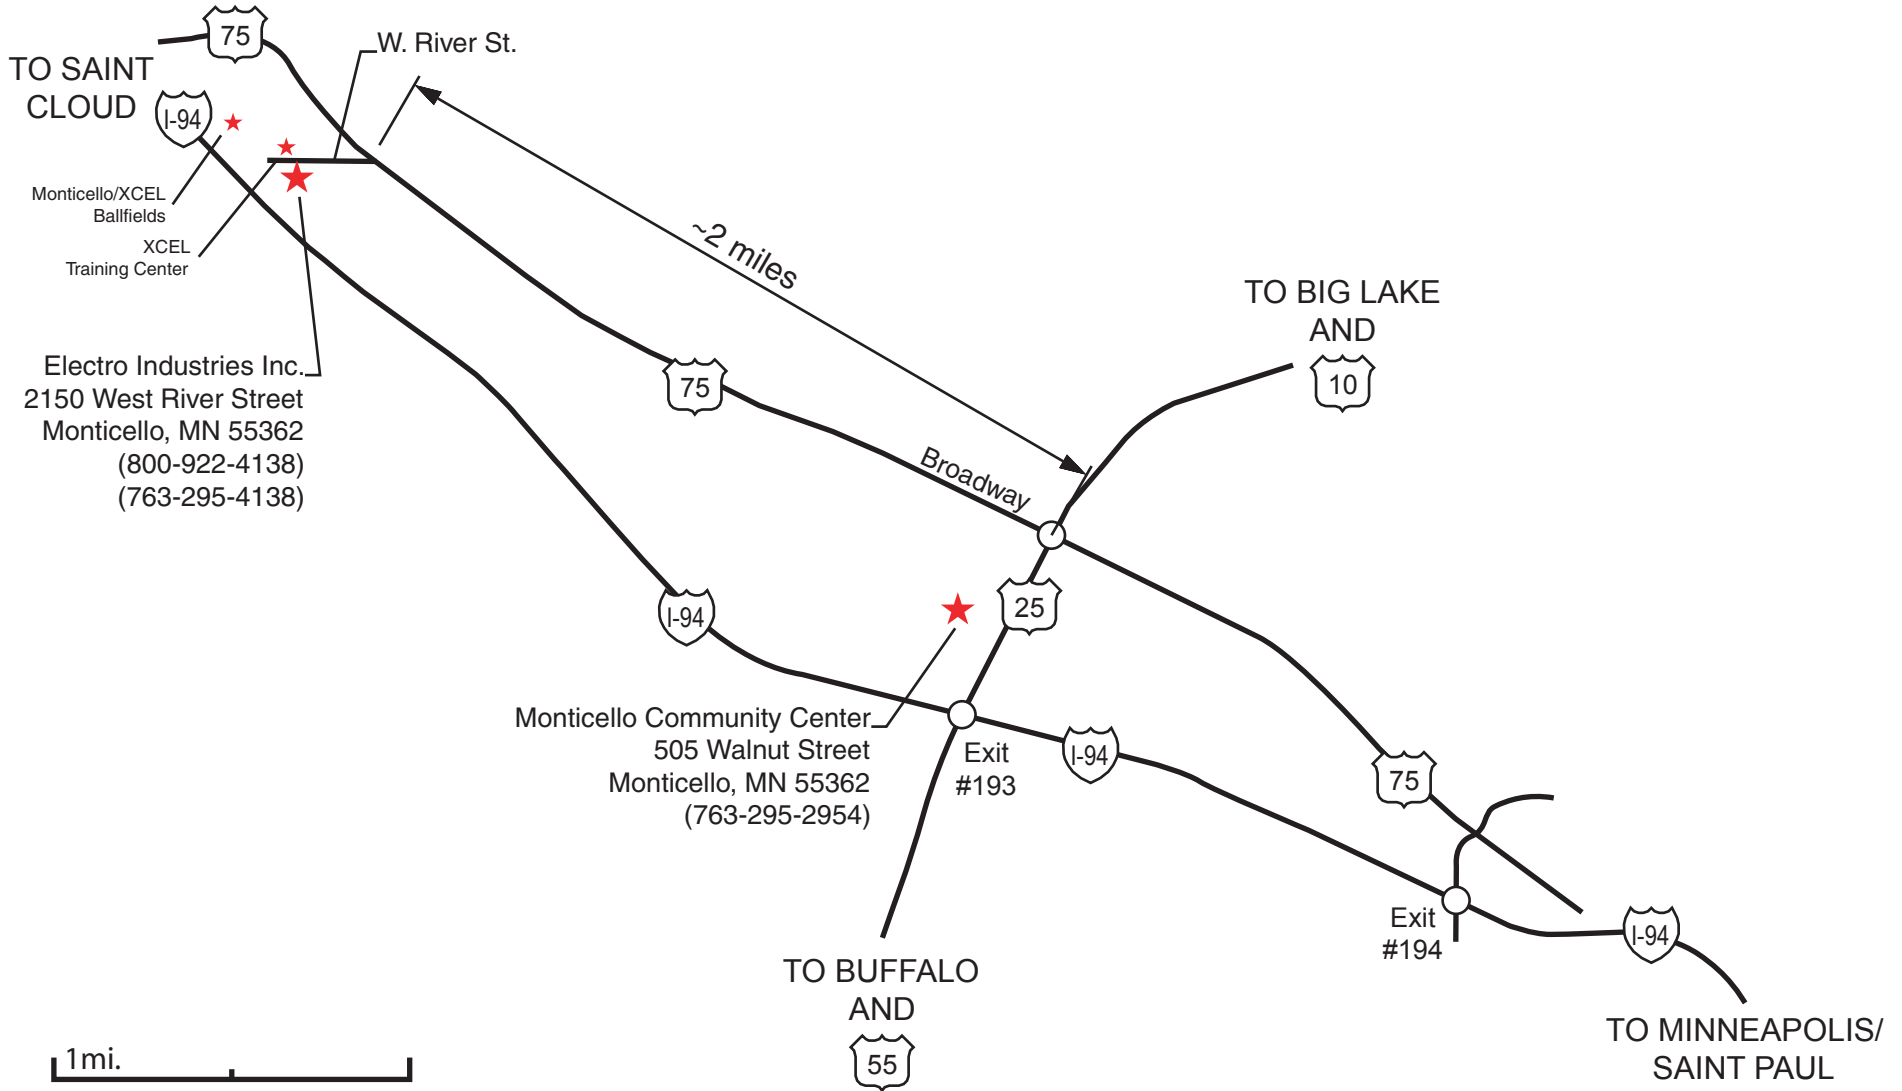 75
W. River St.
TO SAINT
CLOUD
I-94
Monticello/XCEL
Ballfields
XCEL
Training Center
~2 miles
TO BIG LAKE
AND
10
Electro Industries Inc.
2150 West River Street
Monticello, MN 55362
(800-922-4138)
(763-295-4138)
75
Broadway
I-94
25
Monticello Community Center
505 Walnut Street
Monticello, MN 55362
(763-295-2954)
Exit
#193
I-94
75
Exit
#194
I-94
TO BUFFALO
AND
55
TO MINNEAPOLIS/
SAINT PAUL
1mi.